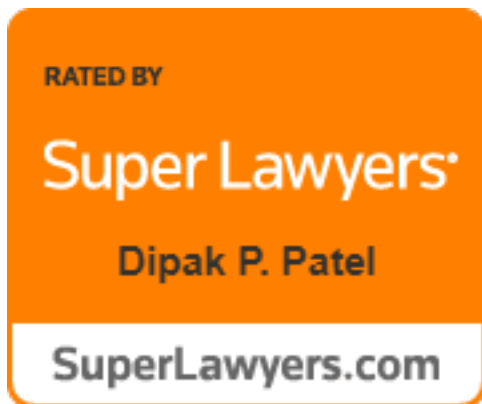 RATED BY
Super Lawyers
Dipak P. Patel
SuperLawyers.com